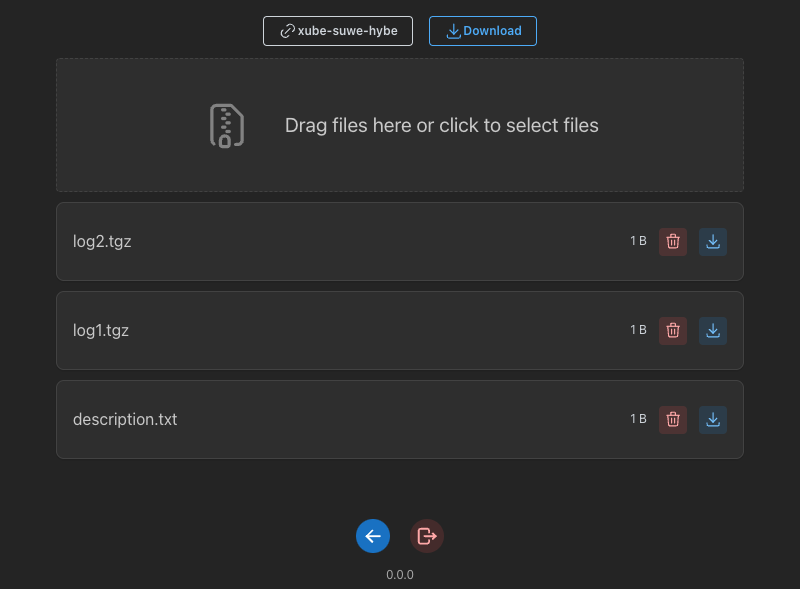 xube-suwe-hybe
Download
Drag files here or click to select files
log2.tgz
1 B
log1.tgz
1 B
description.txt
1 B
0.0.0